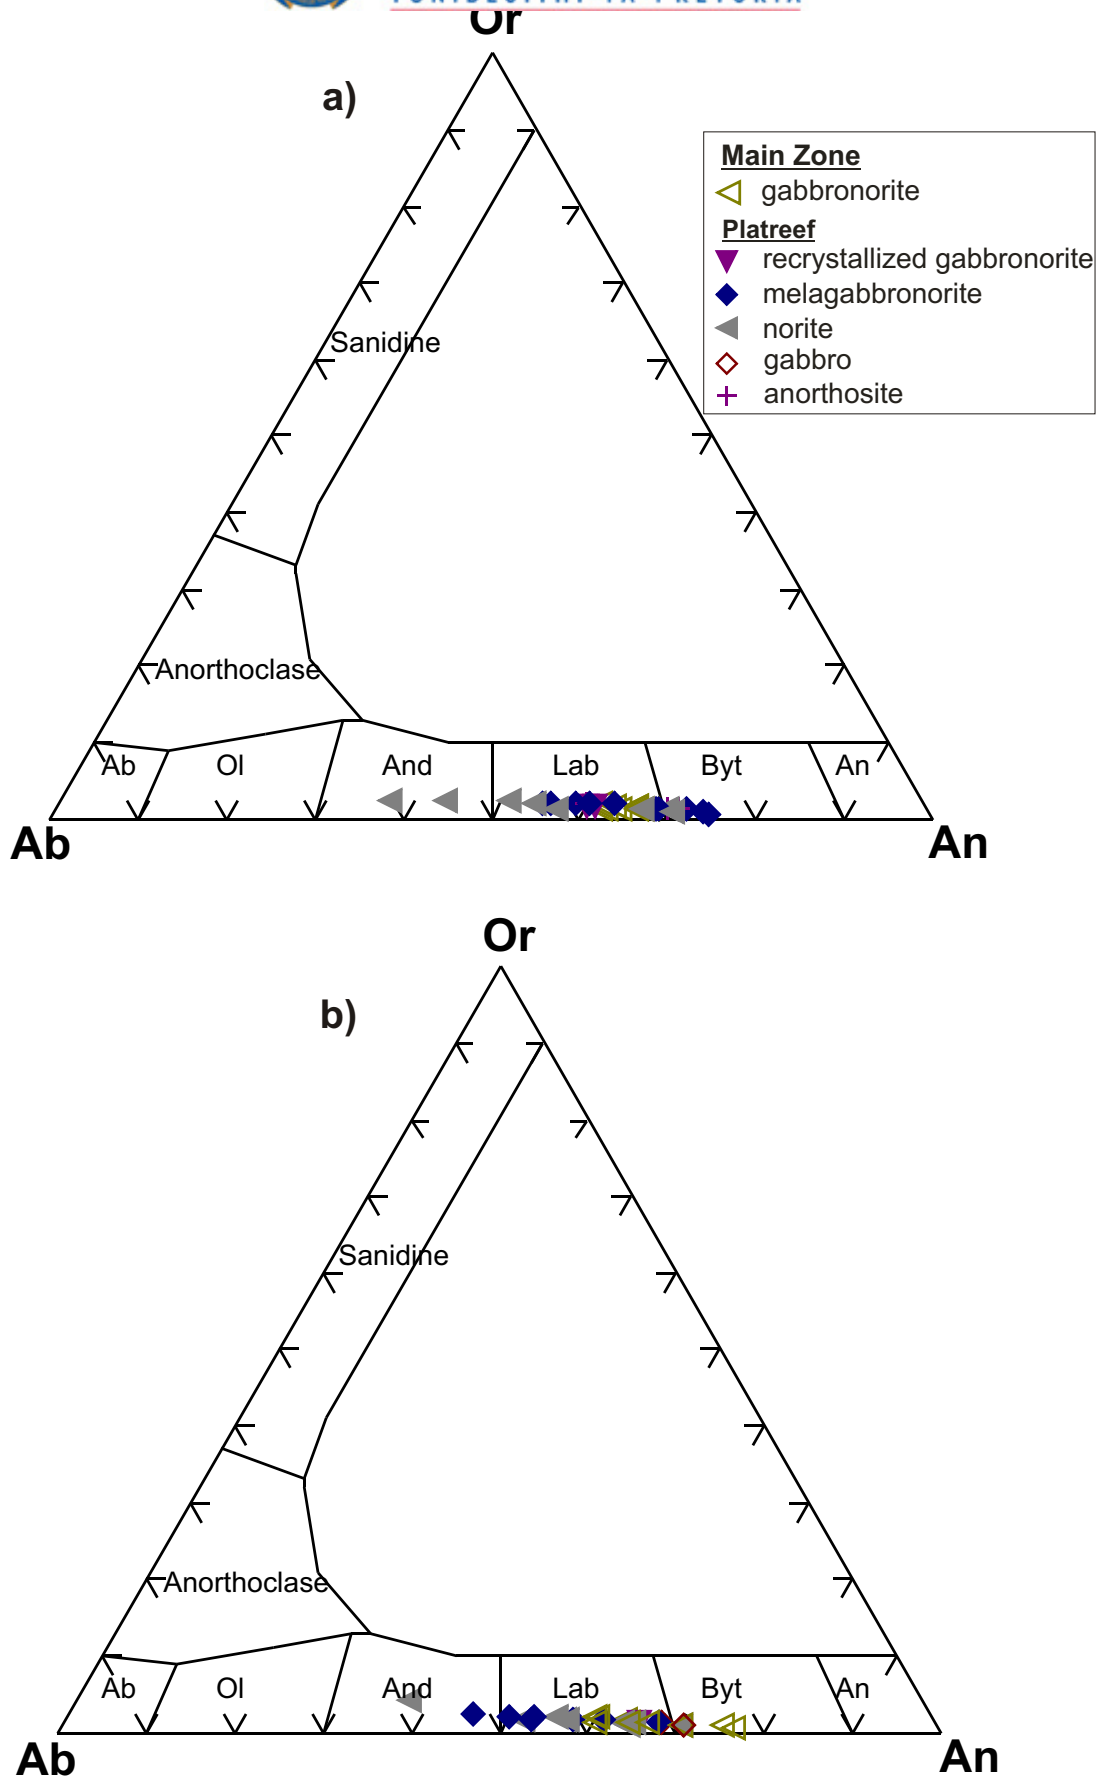 Or
a)
Main Zone
gabbronorite
Platreef
recrystallized gabbronorite
melagabbronorite
norite
gabbro
anorthosite
Sanidine
Anorthoclase
Ab Ol And Lab Byt An
Ab An
Or
b)
Sanidine
Anorthoclase
Ab Ol And Lab Byt An
Ab An